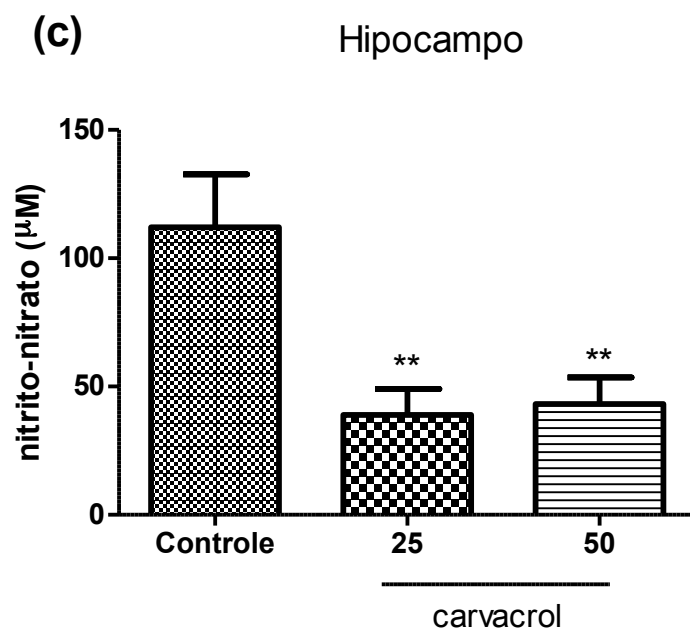 (c)
Hipocampo
nitrito-nitrato (µM)
150
100
50
0
**
**
Controle
25
50
carvacrol